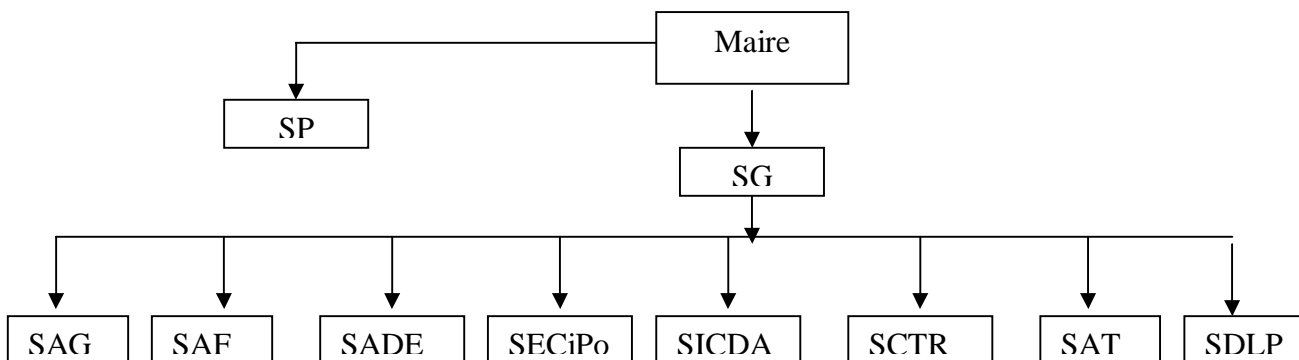 Maire
SP
SG
SAG SAF SADE SECiPo SICDA SCTR SAT SDLP